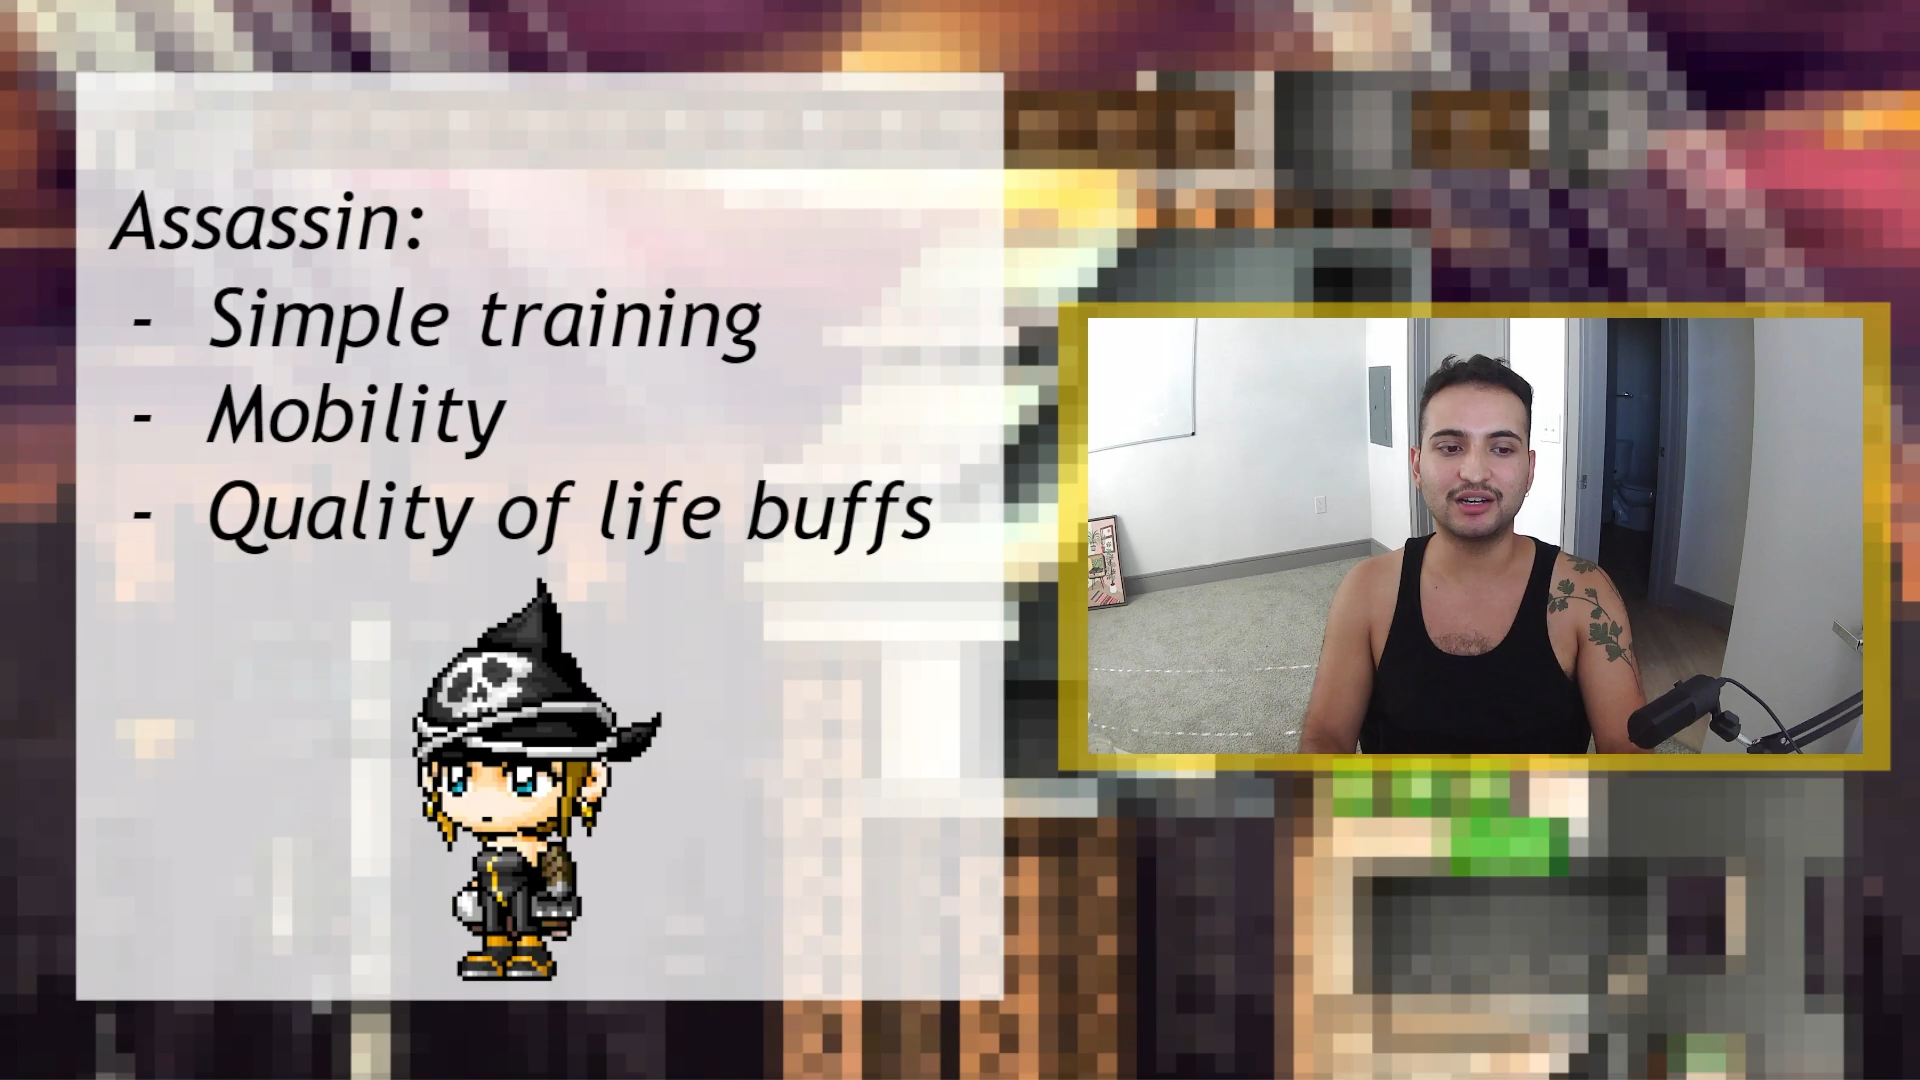 Assassin:
- Simple training
- Mobility
- Quality of life buffs